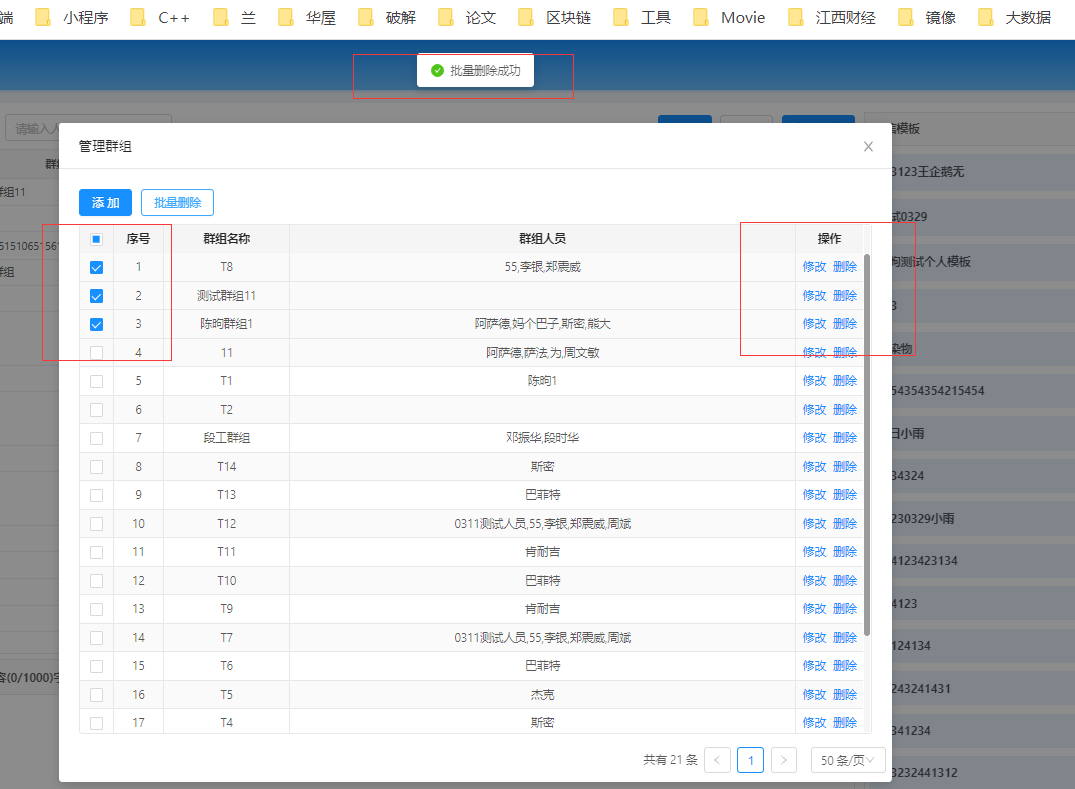 端 小程序 C++ 兰 华屋 破解 论文 区块链 工具 Movie 江西财经 镜像 大数据
批量删除成功
请输入人
管理群组
添加 批量删除
序号 群组名称 群组人员 操作
1 T8 55,李银,郑震威 修改 删除
2 测试群组11 修改 删除
3 陈昫群组1 阿萨德,妈个巴子,斯密,熊大 修改 删除
4 11 阿萨德,萨法,为,周文敏 修改 删除
5 T1 陈昫1 修改 删除
6 T2 修改 删除
7 段工群组 邓振华,段时华 修改 删除
8 T14 斯密 修改 删除
9 T13 巴菲特 修改 删除
10 T12 0311测试人员,55,李银,郑震威,周斌 修改 删除
11 T11 肯耐吉 修改 删除
12 T10 巴菲特 修改 删除
13 T9 肯耐吉 修改 删除
14 T7 0311测试人员,55,李银,郑震威,周斌 修改 删除
15 T6 巴菲特 修改 删除
16 T5 杰克 修改 删除
17 T4 斯密 修改 删除
共有 21 条 < 1 > 50 条/页
群组11
5151065156
群组
容(0/1000)字
模板
3123王企鹅无
试0329
昫测试个人模板
3
染物
54354354215454
日小雨
34324
230329小雨
4123423134
4123
124134
243241431
341234
3232441312